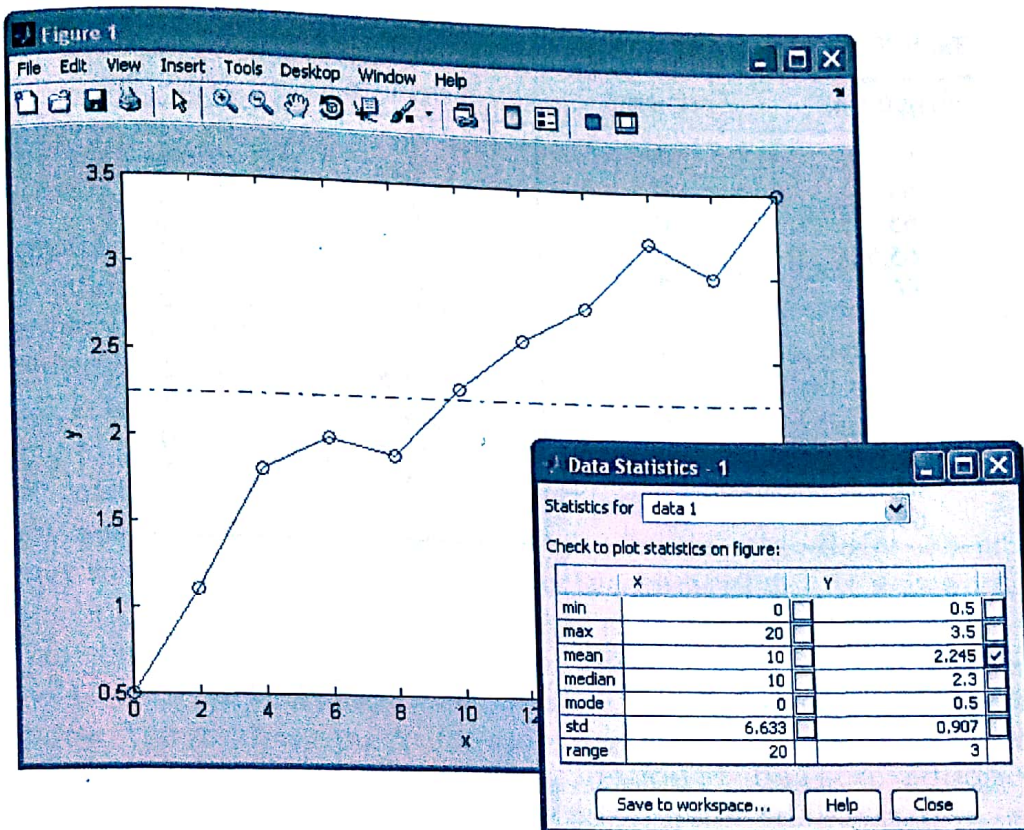 Figure 1
File Edit View Insert Tools Desktop Window Help
3.5
3
2.5
2
1.5
1
0.5
y
0 2 4 6 8 10 12
x
Data Statistics - 1
Statistics for data 1
Check to plot statistics on figure:
X Y
min 0 0.5
max 20 3.5
mean 10 2.245
median 10 2.3
mode 0 0.5
std 6.633 0.907
range 20 3
Save to workspace... Help Close